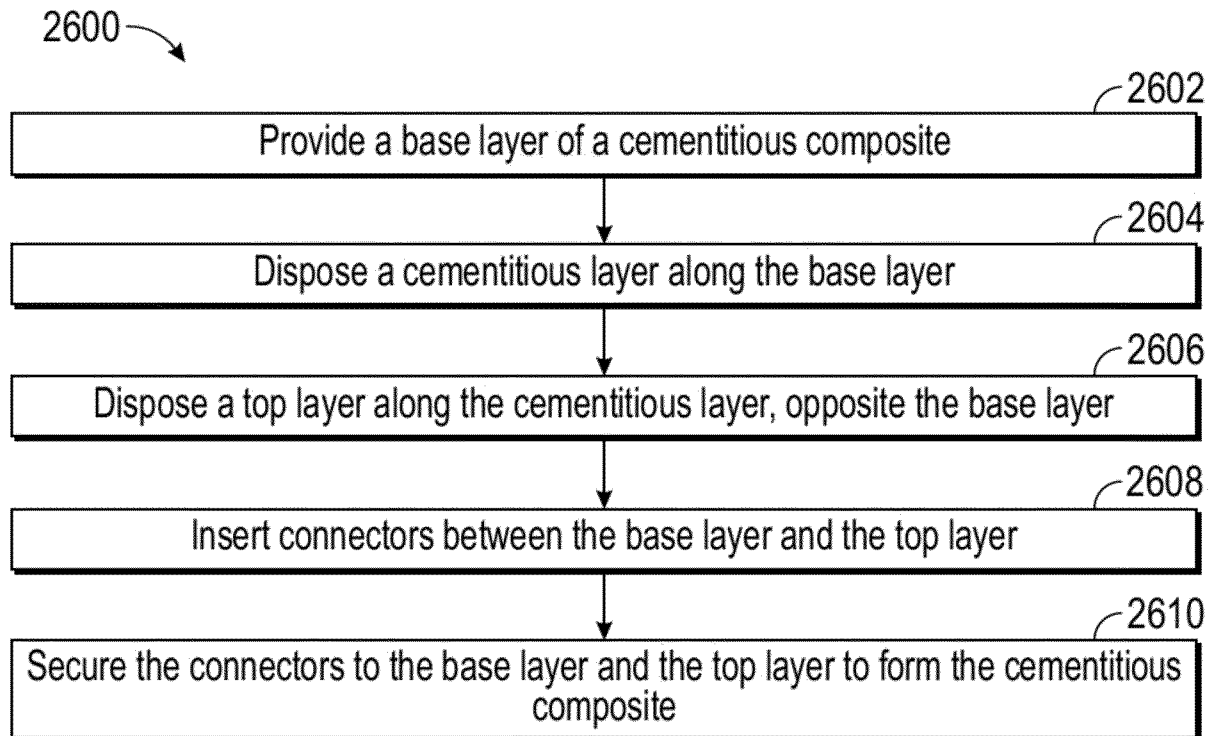 2600
2602
Provide a base layer of a cementitious composite
2604
Dispose a cementitious layer along the base layer
2606
Dispose a top layer along the cementitious layer, opposite the base layer
2608
Insert connectors between the base layer and the top layer
2610
Secure the connectors to the base layer and the top layer to form the cementitious
composite